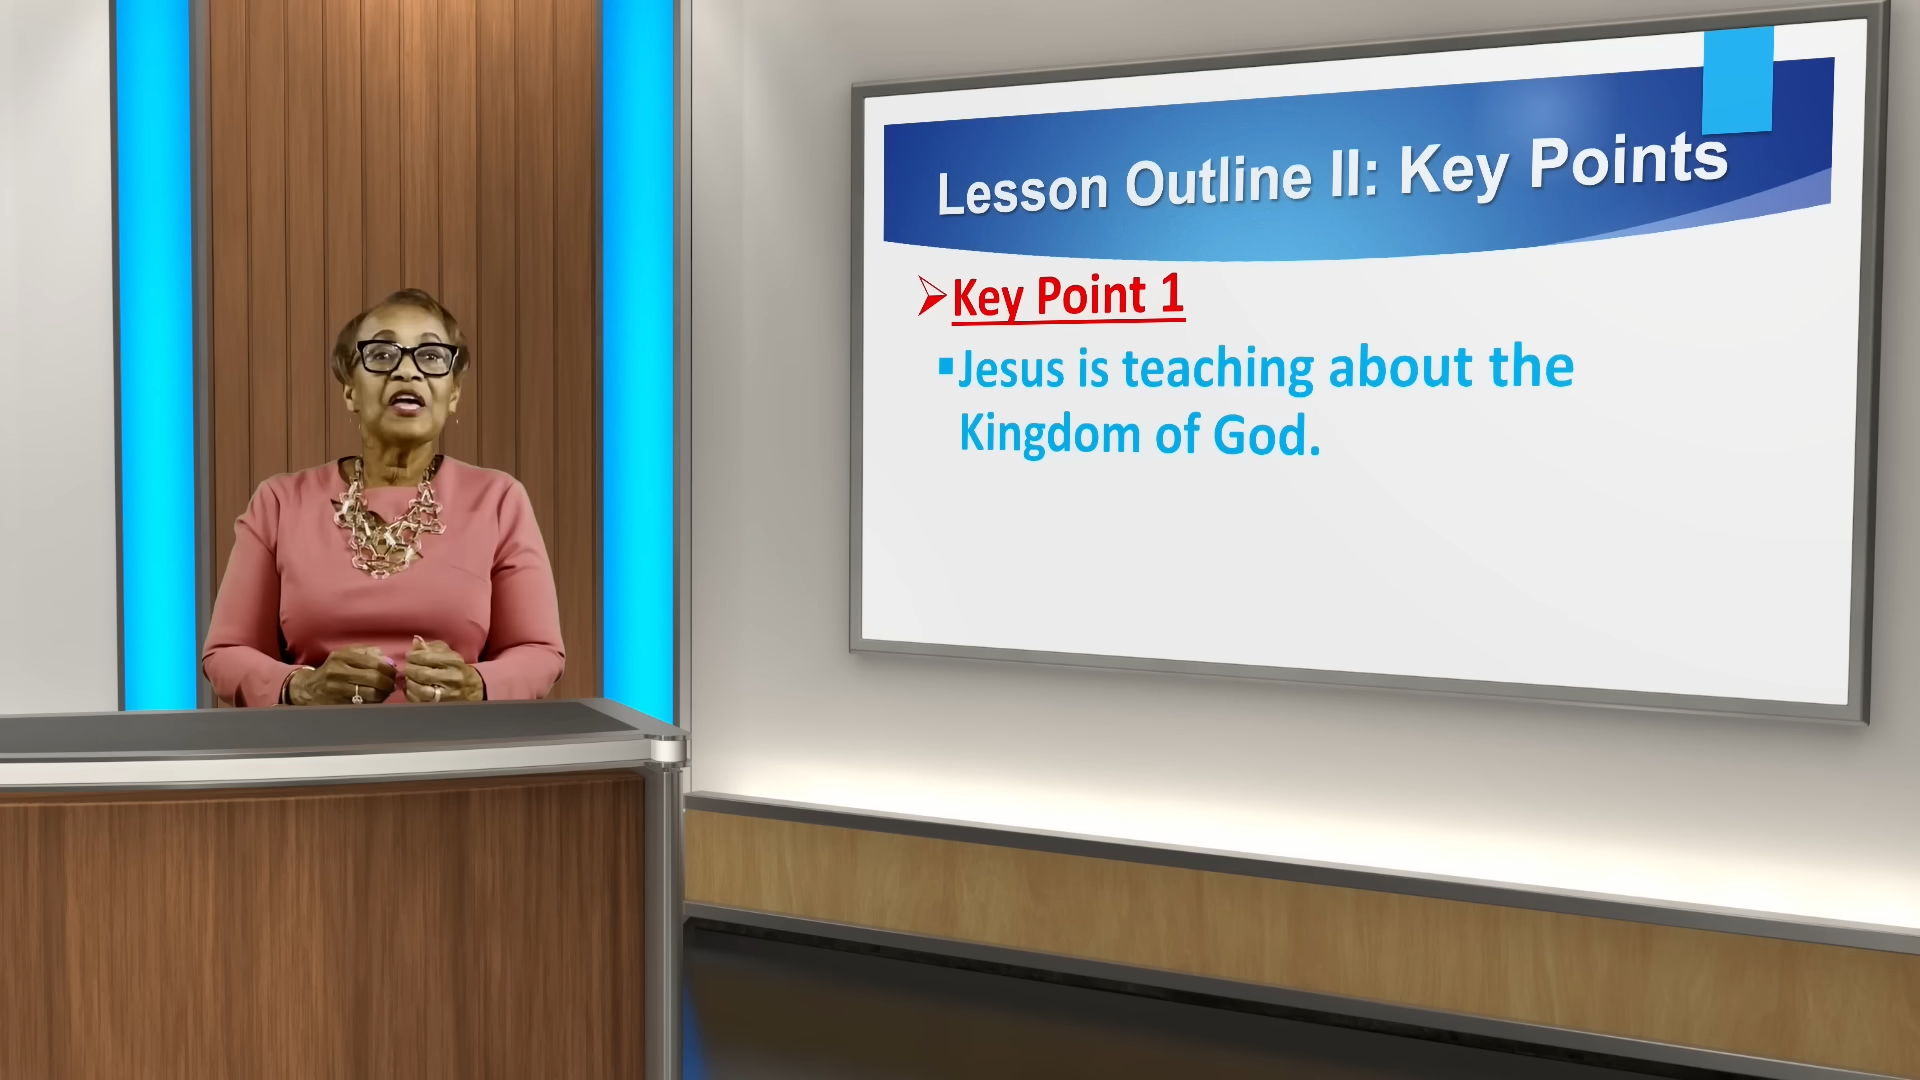 Lesson Outline II: Key Points
Key Point 1
Jesus is teaching about the
Kingdom of God.